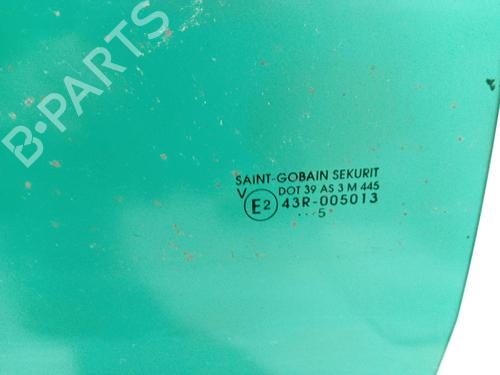 B-PARTS
SAINT-GOBAIN SEKURIT
V DOT 39 AS 3 M 445
E2 43R-005013
··5